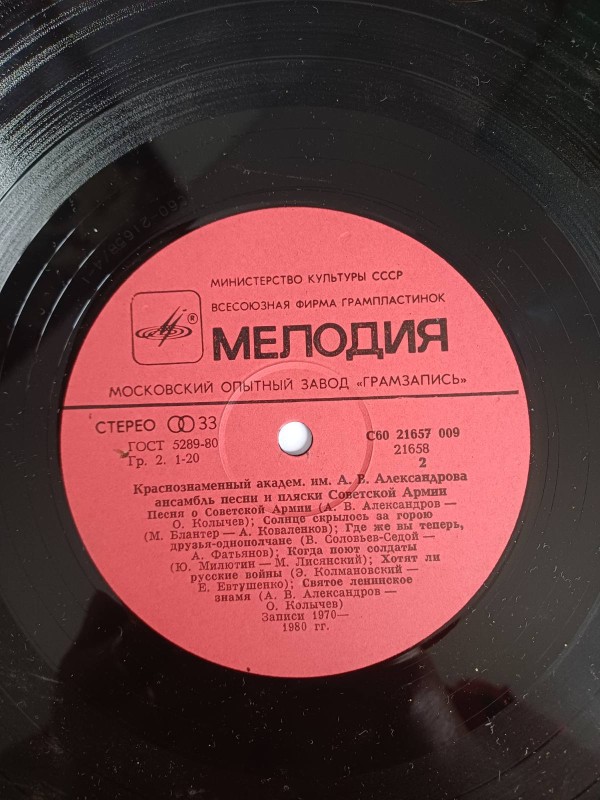 МИНИСТЕРСТВО КУЛЬТУРЫ СССР
ВСЕСОЮЗНАЯ ФИРМА ГРАМПЛАСТИНОК
®
МЕЛОДИЯ
МОСКОВСКИЙ ОПЫТНЫЙ ЗАВОД «ГРАМЗАПИСЬ»
СТЕРЕО 33
ГОСТ 5289-80
Гр. 2. 1-20
С60 21657 009
21658
2
Краснознаменный академ. им. А. В. Александрова
ансамбль песни и пляски Советской Армии
Песня о Советской Армии (А. В. Александров —
О. Колычев); Солнце скрылось за горою
(М. Блантер — А. Коваленков); Где же вы теперь,
друзья-однополчане (В. Соловьев-Седой —
А. Фатьянов); Когда поют солдаты
(Ю. Милютин — М. Лисянский); Хотят ли
русские войны (Э. Колмановский —
Е. Евтушенко); Святое ленинское
знамя (А. В. Александров —
О. Колычев)
Записи 1970—
1980 гг.